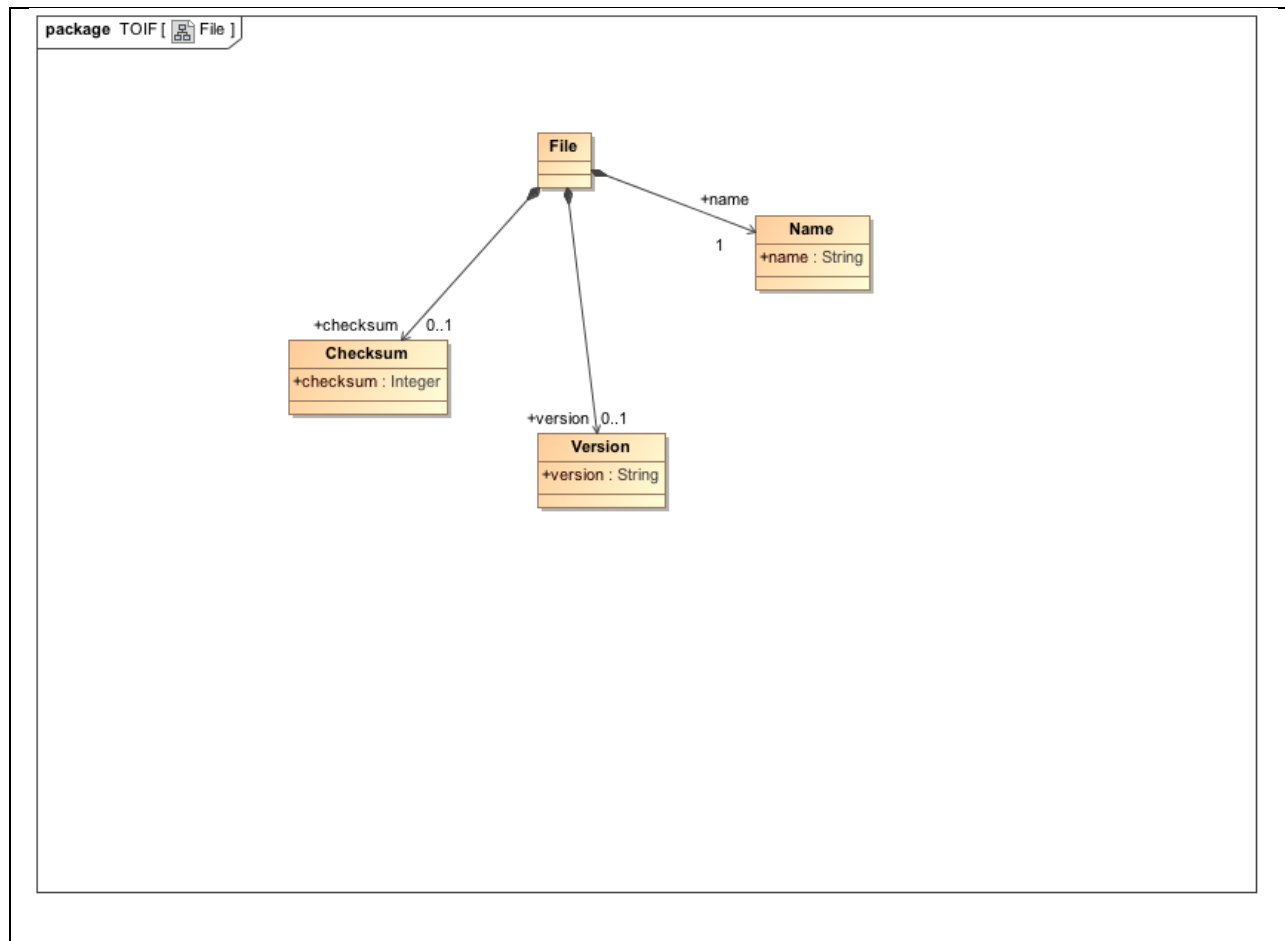 package TOIF [ File ]
File
+name
1
Name
+name : String
+checksum 0..1
Checksum
+checksum : Integer
+version 0..1
Version
+version : String